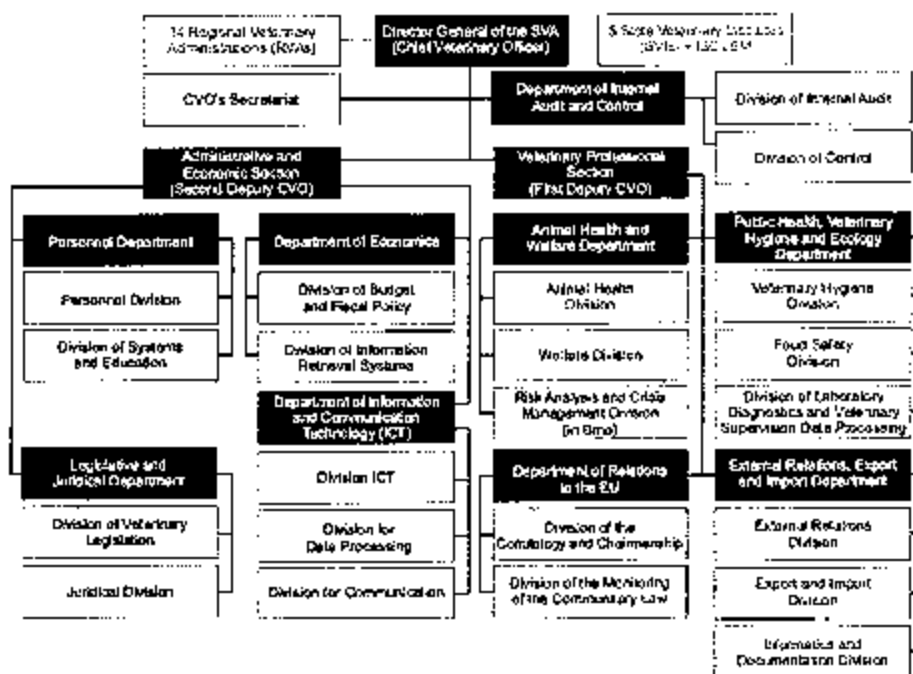 14 Regional Veterinary
Administrations (RVAs)
Director General of the SVA
(Chief Veterinary Officer)
State Veterinary
CVO's Secretariat
Department of Internal
Audit and Control
Division of Internal Audit
Division of Control
Administrative and
Economic Section
(Second Deputy CVO)
Veterinary Professional
Section
(First Deputy CVO)
Personnel Department
Department of Economics
Animal Health and
Welfare Department
Public Health, Veterinary
Hygiene and Ecology
Department
Personnel Division
Division of Budget
and Fiscal Policy
Animal Health
Division
Veterinary Hygiene
Division
Division of Systems
and Education
Division of Information
Retrieval Systems
Welfare Division
Food Safety
Division
Department of Information
and Communication
Technology (ICT)
Risk Analysis and Crisis
Management Division
(in Brno)
Division of Laboratory
Diagnostics and Veterinary
Supervision Data Processing
Legislative and
Juridical Department
Division ICT
Department of Relations
to the EU
External Relations, Export
and Import Department
Division of Veterinary
Legislation
Division for
Data Processing
Division of the
Comitology and Chairmanship
External Relations
Division
Juridical Division
Division for Communication
Division of the Monitoring
of the Community Law
Export and Import
Division
Informatics and
Documentation Division